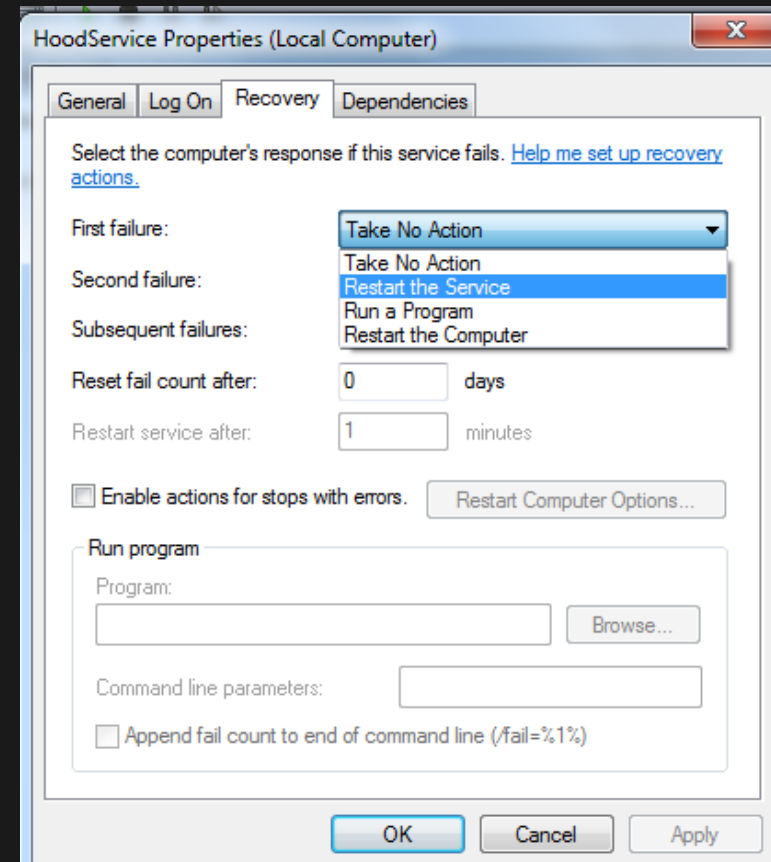 HoodService Properties (Local Computer)
General Log On Recovery Dependencies
Select the computer's response if this service fails. Help me set up recovery
actions.
First failure: Take No Action
Take No Action
Second failure: Restart the Service
Run a Program
Subsequent failures: Restart the Computer
Reset fail count after: 0 days
Restart service after: 1 minutes
Enable actions for stops with errors. Restart Computer Options...
Run program
Program:
Browse...
Command line parameters:
Append fail count to end of command line (/fail=%1%)
OK Cancel Apply